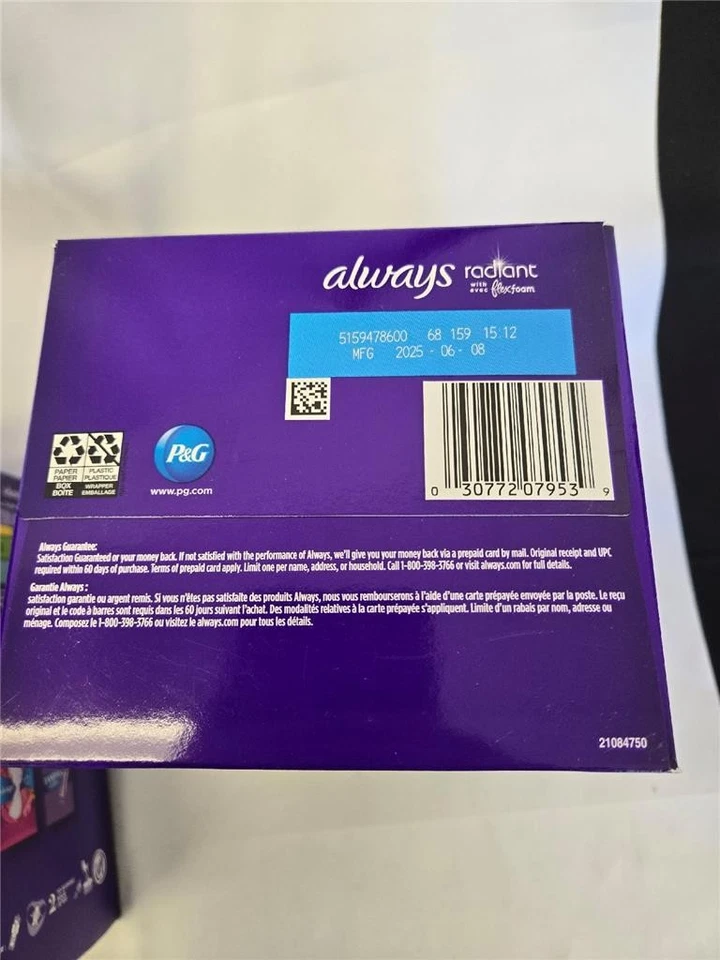 always radiant
with
avec flexfoam
5159478600 68 159 15:12
MFG 2025-06-08
PAPER
PAPIER
BOX
BOÎTE
PLASTIC
PLASTIQUE
WRAPPER
EMBALLAGE
P&G
www.pg.com
0 30772 07953 9
Always Guarantee:
Satisfaction Guaranteed or your money back. If not satisfied with the performance of Always, we'll give you your money back via a prepaid card by mail. Original receipt and UPC
required within 60 days of purchase. Terms of prepaid card apply. Limit one per name, address, or household. Call 1-800-398-3766 or visit always.com for full details.
Garantie Always :
satisfaction garantie ou argent remis. Si vous n'êtes pas satisfaite des produits Always, nous vous rembourserons à l'aide d'une carte prépayée envoyée par la poste. Le reçu
original et le code à barres sont requis dans les 60 jours suivant l'achat. Des modalités relatives à la carte prépayée s'appliquent. Limite d'un rabais par nom, adresse ou
ménage. Composez le 1-800-398-3766 ou visitez le always.com pour tous les détails.
21084750
2